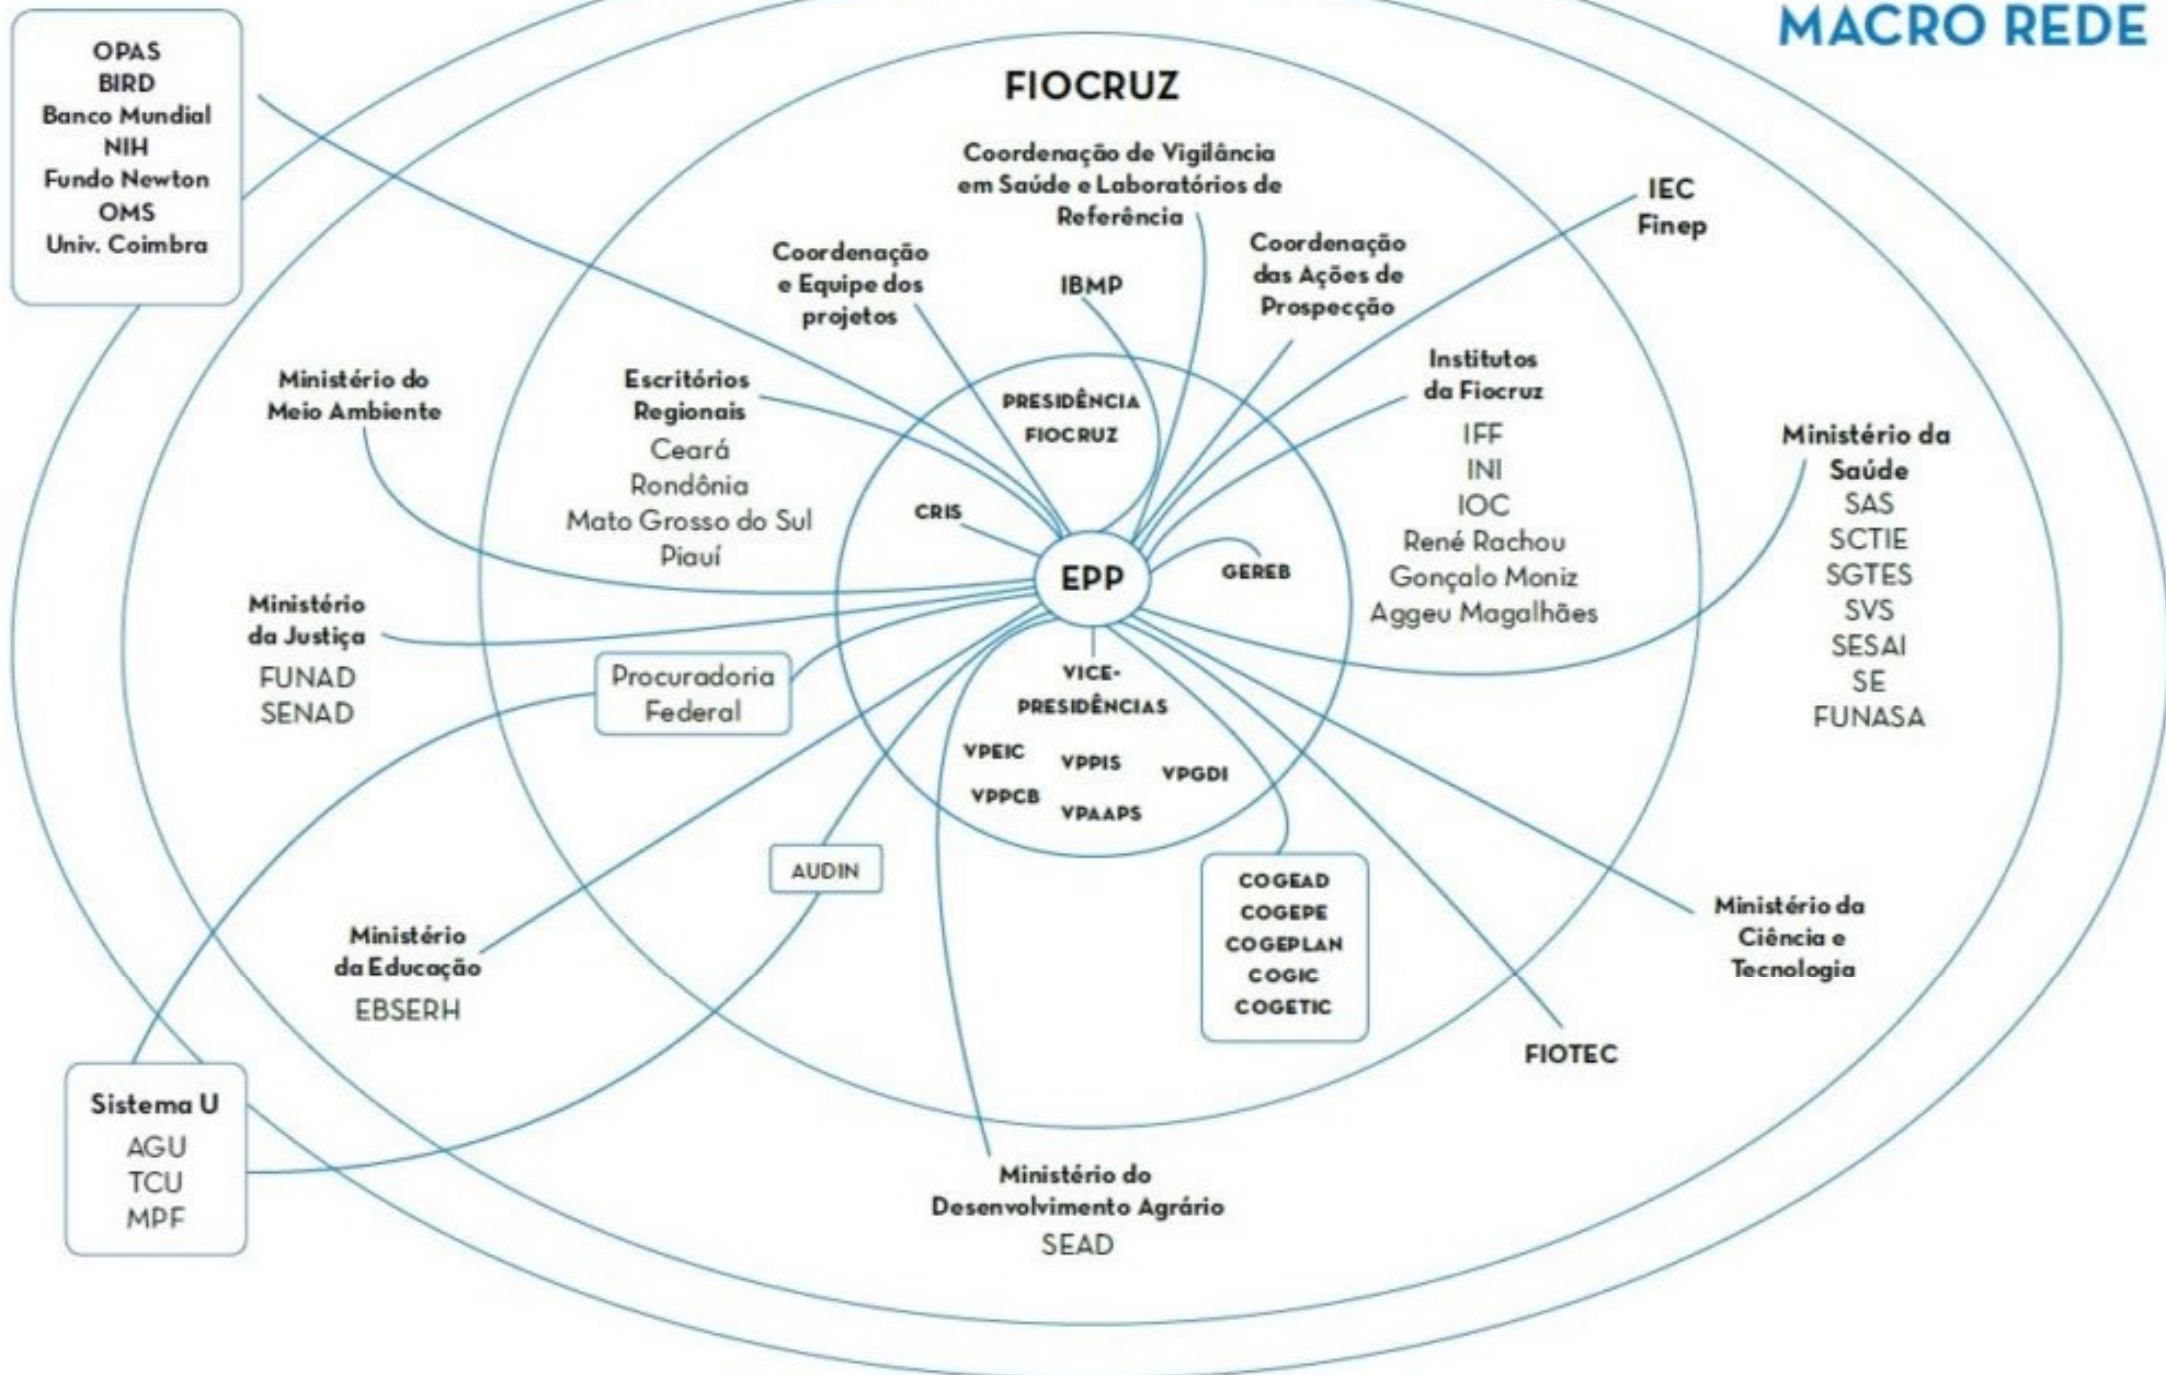 MACRO REDE
OPAS
BIRD
Banco Mundial
NIH
Fundo Newton
OMS
Univ. Coimbra
FIOCRUZ
Coordenação de Vigilância
em Saúde e Laboratórios de
Referência
Coordenação
e Equipe dos
projetos
IBMP
Coordenação
das Ações de
Prospecção
IEC
Finep
Ministério do
Meio Ambiente
Escritórios
Regionais
Ceará
Rondônia
Mato Grosso do Sul
Piauí
PRESIDÊNCIA
FIOCRUZ
CRIS
EPP
GEREB
Institutos
da Fiocruz
IFF
INI
IOC
René Rachou
Gonçalo Moniz
Aggeu Magalhães
Ministério da
Saúde
SAS
SCTIE
SGTES
SVS
SESAI
SE
FUNASA
Ministério
da Justiça
FUNAD
SENAD
Procuradoria
Federal
VICE-
PRESIDÊNCIAS
VPEIC
VPPIS
VPGDI
VPPCB
VPAAPS
AUDIN
COGEAD
COGEPE
COGEPLAN
COGIC
COGETIC
Ministério
da Educação
EBSERH
Ministério da
Ciência e
Tecnologia
FIOTEC
Sistema U
AGU
TCU
MPF
Ministério do
Desenvolvimento Agrário
SEAD